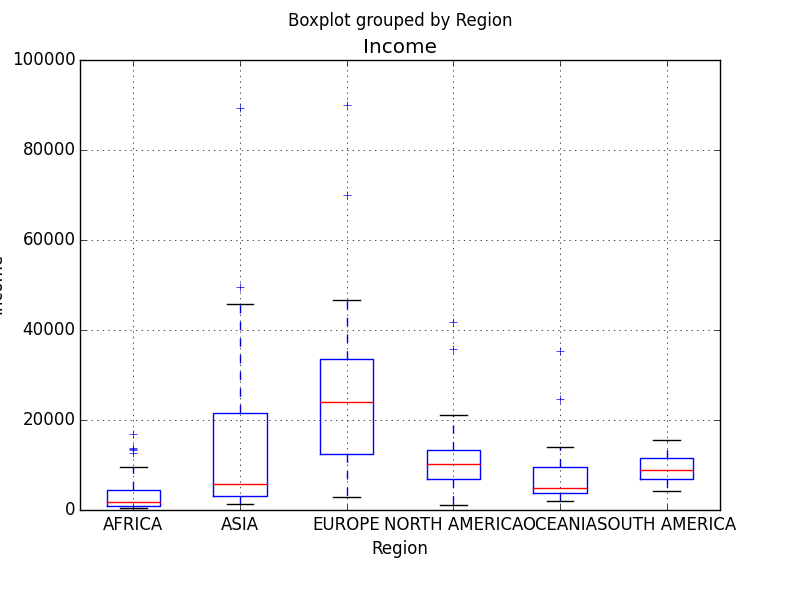 Boxplot grouped by Region
Income
100000
80000
60000
40000
20000
0
AFRICA ASIA EUROPE NORTH AMERICA OCEANIA SOUTH AMERICA
Region